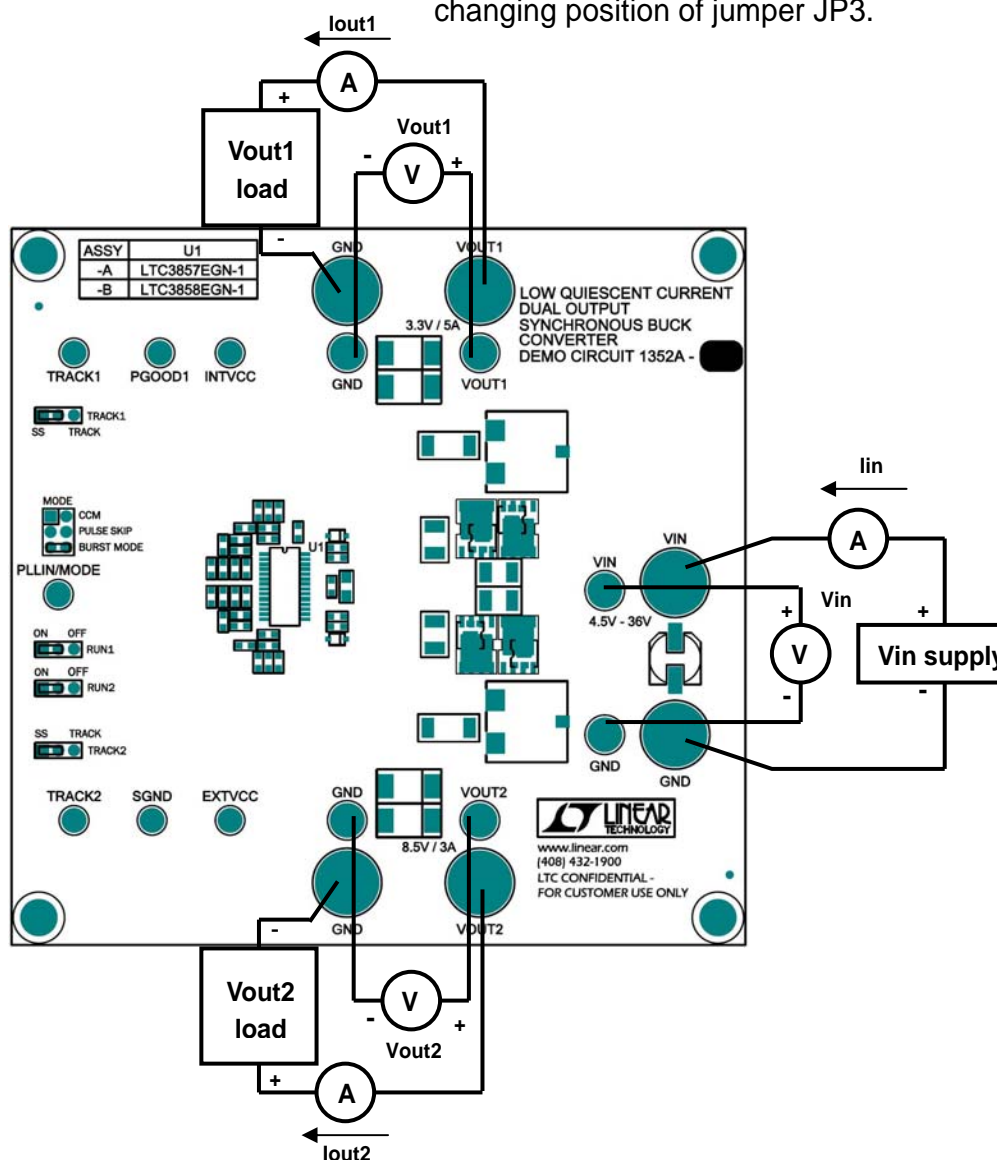 changing position of jumper JP3.
Iout1
A
+
Vout1
load
-
Vout1
-
V
+
ASSY U1
-A LTC3857EGN-1
-B LTC3858EGN-1
GND
VOUT1
LOW QUIESCENT CURRENT
DUAL OUTPUT
SYNCHRONOUS BUCK
CONVERTER
DEMO CIRCUIT 1352A -
3.3V / 5A
TRACK1
PGOOD1
INTVCC
GND
VOUT1
TRACK1
SS TRACK
MODE
CCM
PULSE SKIP
BURST MODE
U1
PLLIN/MODE
ON OFF
RUN1
ON OFF
RUN2
SS TRACK
TRACK2
Iin
A
VIN
VIN
4.5V - 36V
Vin
+
V
-
+
Vin supply
-
GND
GND
TRACK2
SGND
EXTVCC
GND
VOUT2
8.5V / 3A
LT LINEAR
TECHNOLOGY
www.linear.com
(408) 432-1900
LTC CONFIDENTIAL -
FOR CUSTOMER USE ONLY
GND
VOUT2
-
Vout2
load
+
-
V
+
Vout2
A
Iout2